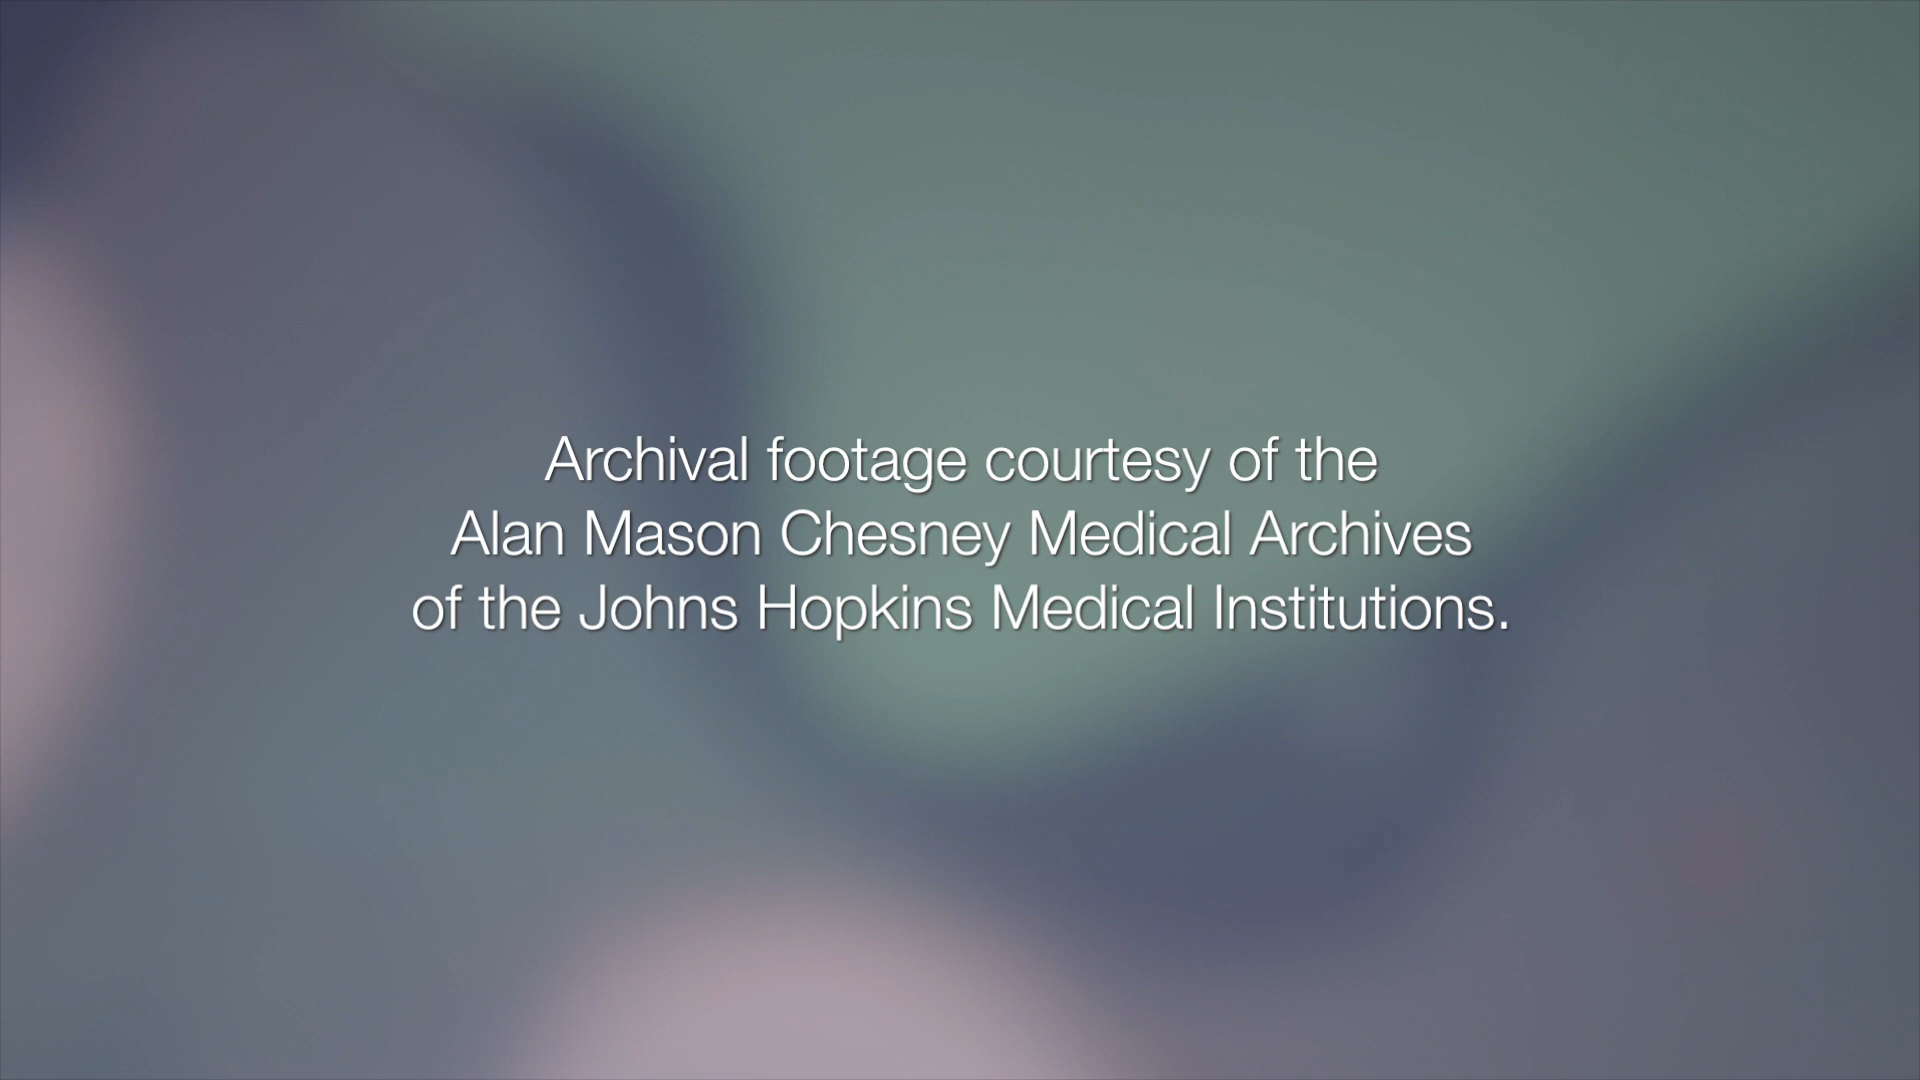 Archival footage courtesy of the
Alan Mason Chesney Medical Archives
of the Johns Hopkins Medical Institutions.